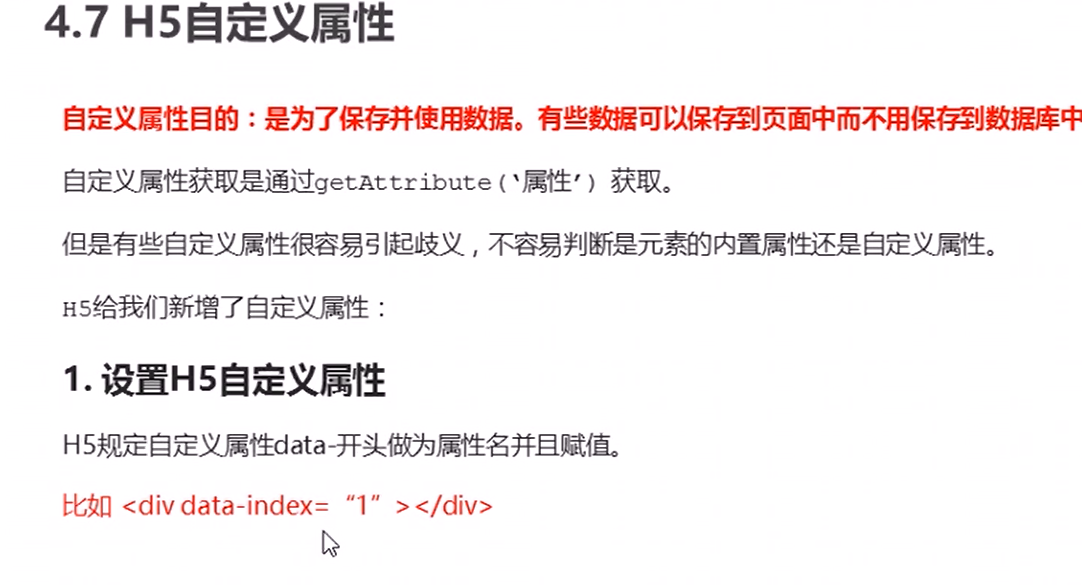 4.7 H5自定义属性
自定义属性目的：是为了保存并使用数据。有些数据可以保存到页面中而不用保存到数据库中
自定义属性获取是通过getAttribute(‘属性’) 获取。
但是有些自定义属性很容易引起歧义，不容易判断是元素的内置属性还是自定义属性。
H5给我们新增了自定义属性：
1. 设置H5自定义属性
H5规定自定义属性data-开头做为属性名并且赋值。
比如 <div data-index=“1”></div>